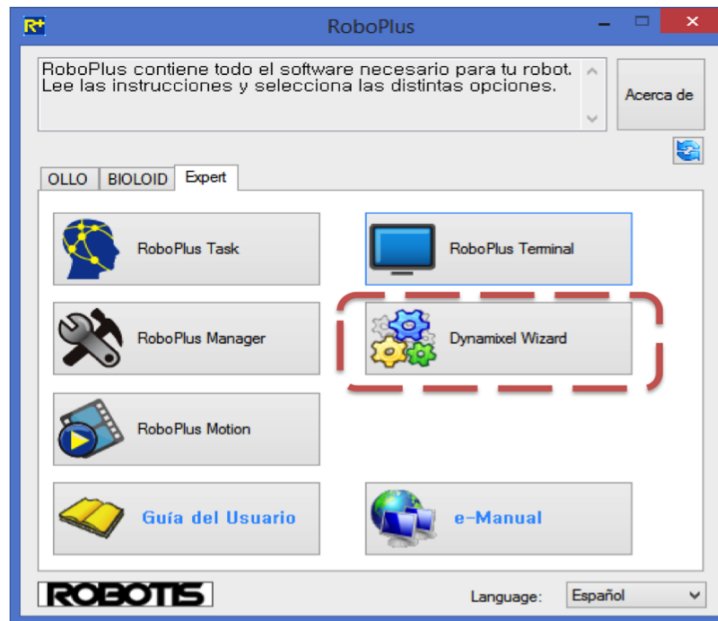 RoboPlus
RoboPlus contiene todo el software necesario para tu robot.
Lee las instrucciones y selecciona las distintas opciones.
Acerca de
OLLO BIOLOID Expert
RoboPlus Task
RoboPlus Terminal
RoboPlus Manager
Dynamixel Wizard
RoboPlus Motion
Guía del Usuario
e-Manual
ROBOTIS
Language: Español